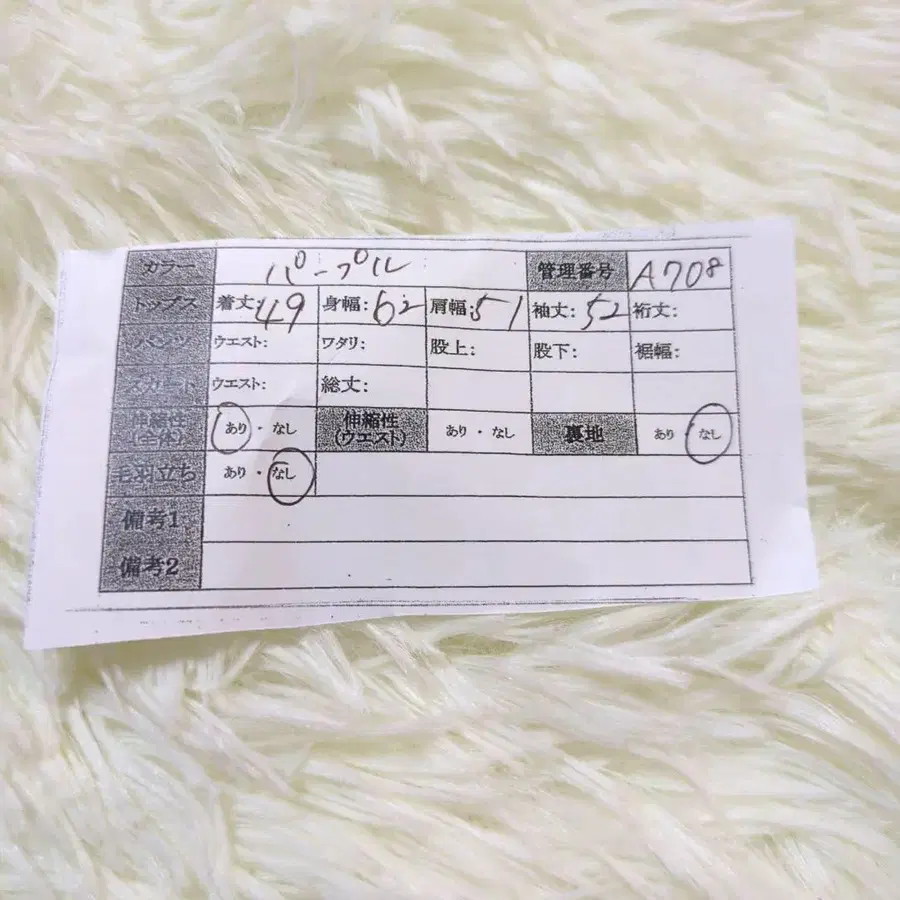 カラー パープル 管理番号 A708
トップス 着丈:49 身幅:62 肩幅:51 袖丈:52 裄丈:
パンツ ウエスト: ワタリ: 股上: 股下: 裾幅:
スカート ウエスト: 総丈:
伸縮性 あり・なし 伸縮性 あり・なし 裏地 あり・なし
(全体) (ウエスト)
毛羽立ち あり・なし
備考1
備考2